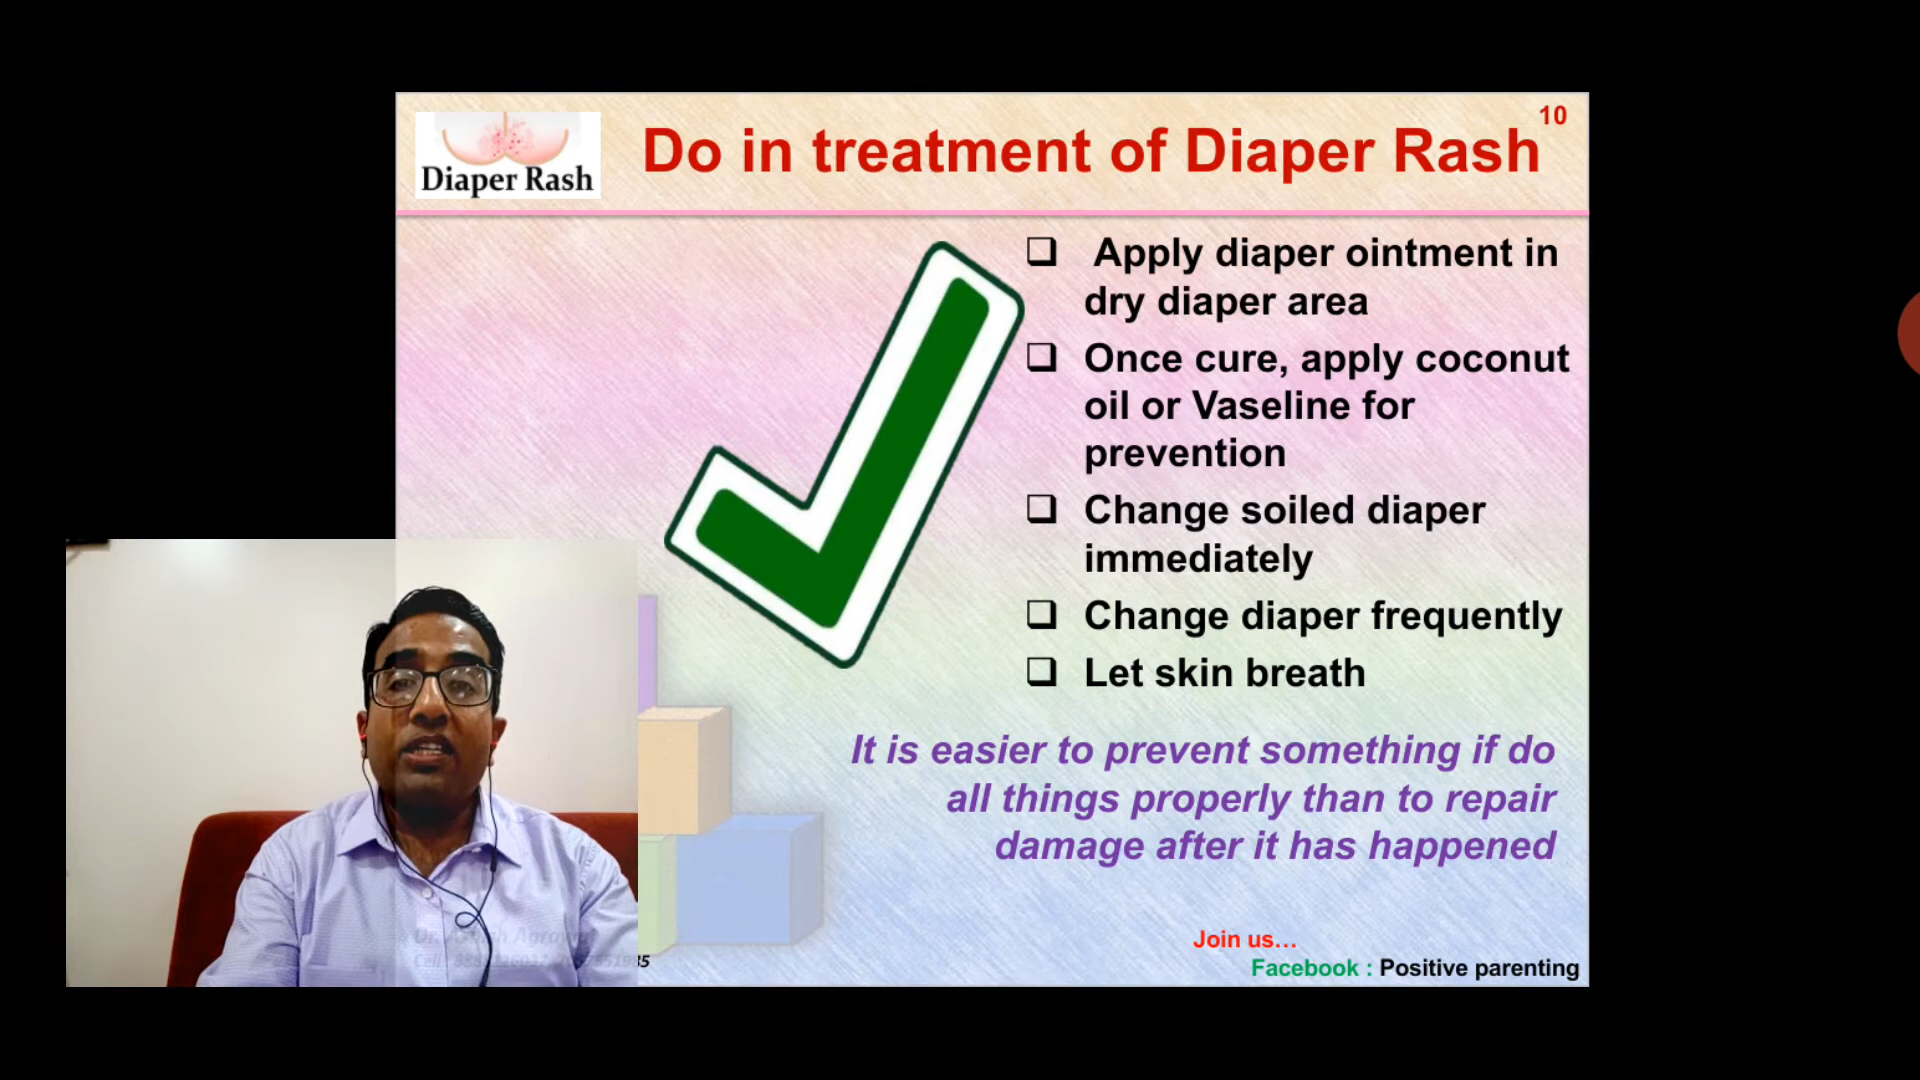 Diaper Rash
Do in treatment of Diaper Rash
10
❑ Apply diaper ointment in
dry diaper area
❑ Once cure, apply coconut
oil or Vaseline for
prevention
❑ Change soiled diaper
immediately
❑ Change diaper frequently
❑ Let skin breath
It is easier to prevent something if do
all things properly than to repair
damage after it has happened
Join us...
Facebook : Positive parenting